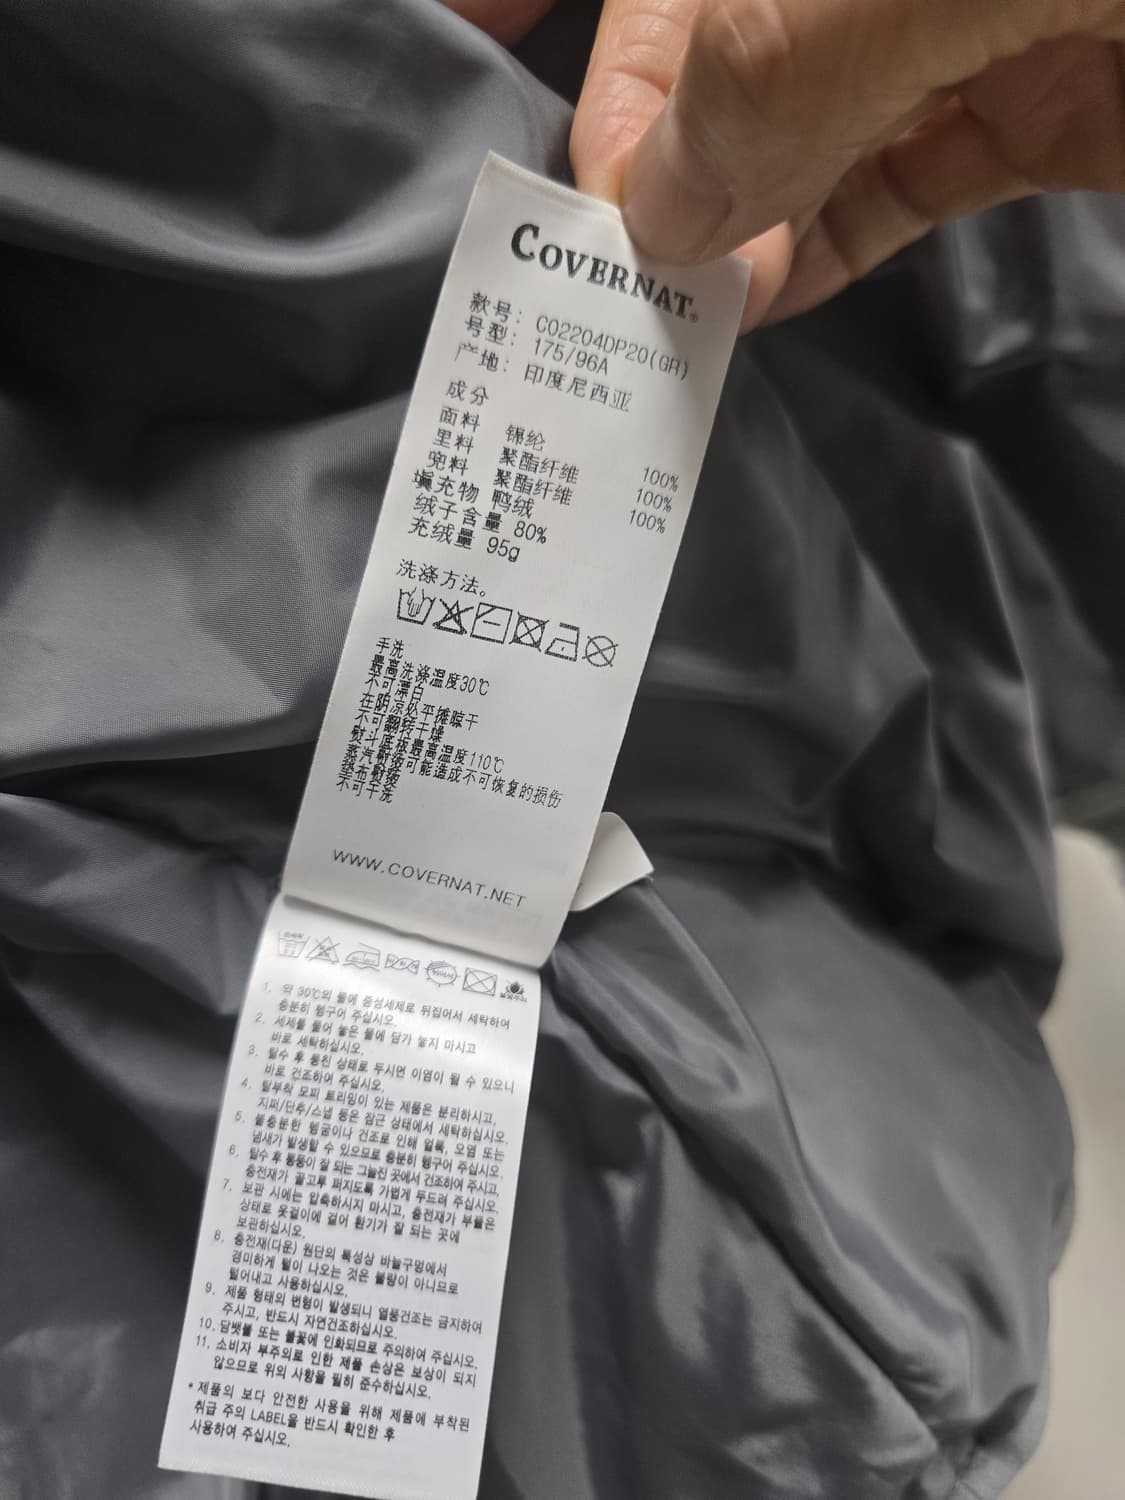 COVERNAT®
款号: C02204DP20(GR)
号型: 175/96A
产地: 印度尼西亚
成分
面料 锦纶 100%
里料 聚酯纤维 100%
兜料 聚酯纤维 100%
填充物 鸭绒
绒子含量 80%
充绒量 95g
洗涤方法。
手洗
最高洗涤温度30℃
不可漂白
在阴凉处平摊晾干
不可翻转干燥
熨斗底板最高温度110℃
蒸汽熨烫可能造成不可恢复的损伤
垫布熨烫
不可干洗
WWW.COVERNAT.NET
1. 약 30℃의 물에 중성세제로 뒤집어서 세탁하여
충분히 헹구어 주십시오.
2. 세제를 풀어 놓은 물에 담가 놓지 마시고
바로 세탁하십시오.
3. 탈수 후 뭉친 상태로 두시면 이염이 될 수 있으니
바로 건조하여 주십시오.
4. 탈부착 모피 트리밍이 있는 제품은 분리하시고,
지퍼/단추/스냅 등은 잠근 상태에서 세탁하십시오.
5. 불충분한 헹굼이나 건조로 인해 얼룩, 오염 또는
냄새가 발생할 수 있으므로 충분히 헹구어 주십시오.
6. 탈수 후 통풍이 잘 되는 그늘진 곳에서 건조하여 주시고,
충전재가 골고루 퍼지도록 가볍게 두드려 주십시오.
7. 보관 시에는 압축하시지 마시고, 충전재가 부풀은
상태로 옷걸이에 걸어 환기가 잘 되는 곳에
보관하십시오.
8. 충전재(다운) 원단의 특성상 바늘구멍에서
경미하게 털이 나오는 것은 불량이 아니므로
털어내고 사용하십시오.
9. 제품 형태의 변형이 발생되니 열풍건조는 금지하여
주시고, 반드시 자연건조하십시오.
10. 담뱃불 또는 불꽃에 인화되므로 주의하여 주십시오.
11. 소비자 부주의로 인한 제품 손상은 보상이 되지
않으므로 위의 사항을 필히 준수하십시오.
* 제품의 보다 안전한 사용을 위해 제품에 부착된
취급 주의 LABEL을 반드시 확인한 후
사용하여 주십시오.